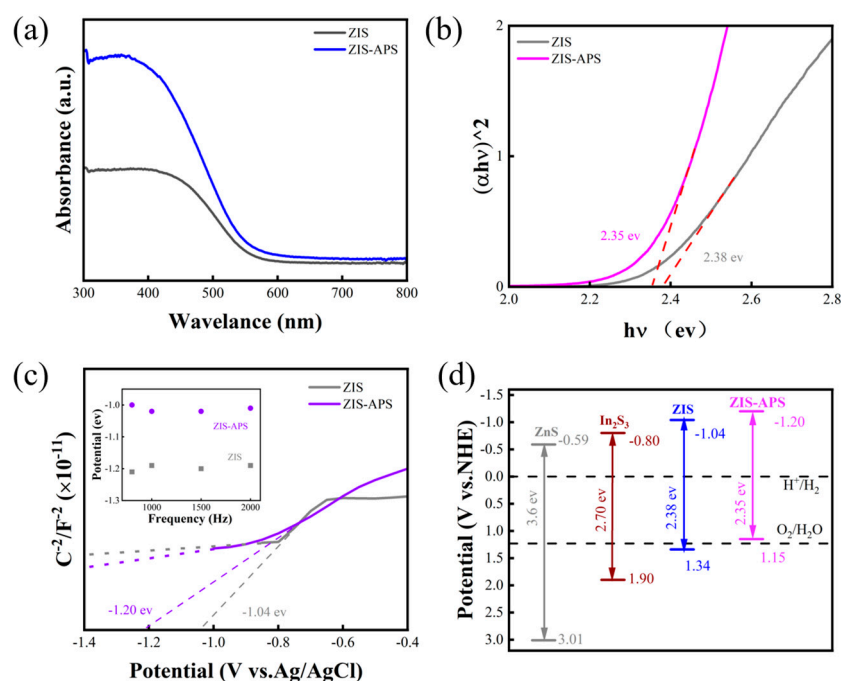 (a)
ZIS
ZIS-APS
Absorbance (a.u.)
300 400 500 600 700 800
Wavelance (nm)
(b)
ZIS
ZIS-APS
(αhν)^2
2
1
0
2.35 ev
2.38 ev
2.0 2.2 2.4 2.6 2.8
hν （ev）
(c)
ZIS
ZIS-APS
C⁻²/F⁻² (×10⁻¹¹)
Potential (ev)
-1.0
-1.1
-1.2
-1.3
ZIS-APS
ZIS
1000 1500 2000
Frequency (Hz)
-1.20 ev
-1.04 ev
-1.4 -1.2 -1.0 -0.8 -0.6 -0.4
Potential (V vs.Ag/AgCl)
(d)
Potential (V vs.NHE)
-1.5
-1.0
-0.5
0.0
0.5
1.0
1.5
2.0
2.5
3.0
ZnS
-0.59
3.6 ev
3.01
In₂S₃
-0.80
2.70 ev
1.90
ZIS
-1.04
2.38 ev
1.34
ZIS-APS
-1.20
2.35 ev
1.15
H⁺/H₂
O₂/H₂O